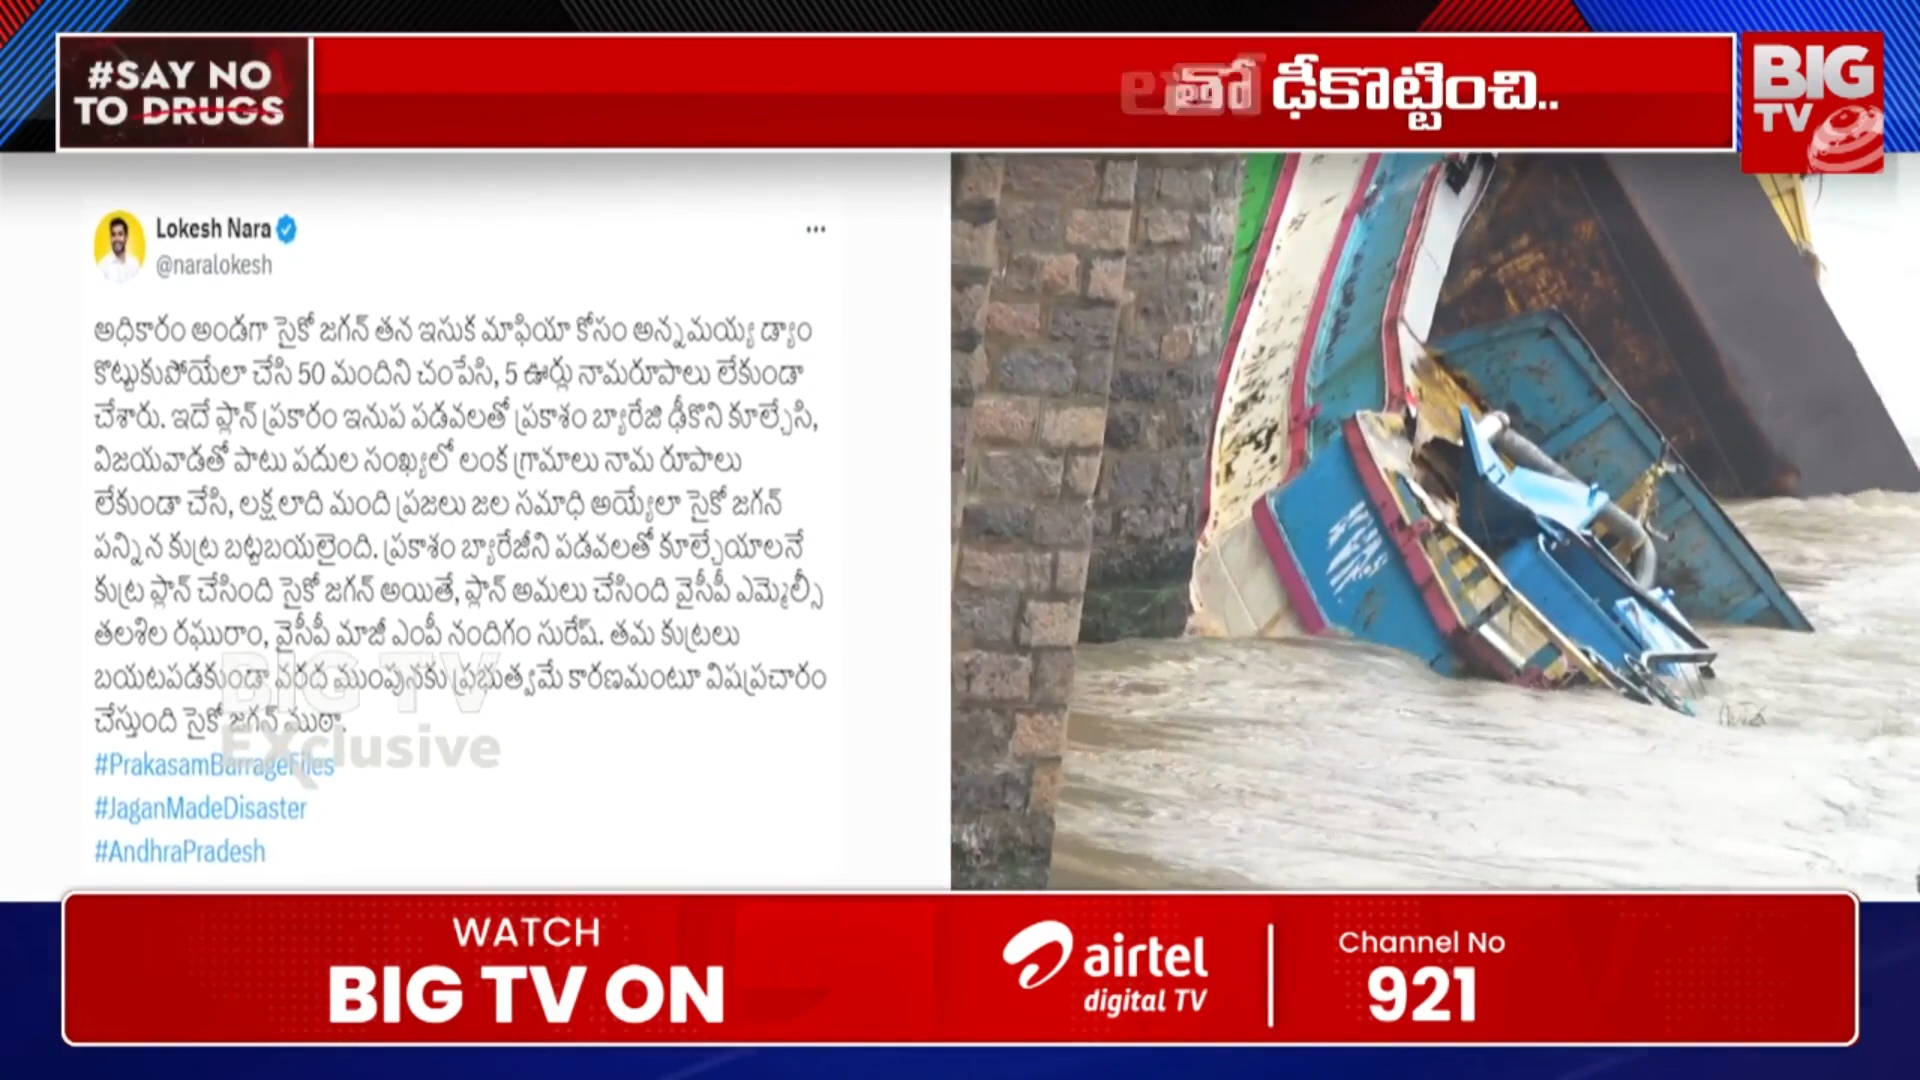 #SAY NO
TO DRUGS
తో ఢీకొట్టించి..
BIG
TV
Lokesh Nara
@naralokesh
అధికారం అండగా సైకో జగన్ తన ఇసుక మాఫియా కోసం అన్నమయ్య డ్యాం
కొట్టుకుపోయేలా చేసి 50 మందిని చంపేసి, 5 ఊర్లు నామరూపాలు లేకుండా
చేశారు. ఇదే ప్లాన్ ప్రకారం ఇనుప పడవలతో ప్రకాశం బ్యారేజి ఢీకొని కూల్చేసి,
విజయవాడతో పాటు పదుల సంఖ్యలో లంక గ్రామాలు నామ రూపాలు
లేకుండా చేసి, లక్షలాది మంది ప్రజలు జల సమాధి అయ్యేలా సైకో జగన్
పన్నిన కుట్ర బట్టబయలైంది. ప్రకాశం బ్యారేజీని పడవలతో కూల్చేయాలనే
కుట్ర ప్లాన్ చేసింది సైకో జగన్ అయితే, ప్లాన్ అమలు చేసింది వైసీపీ ఎమ్మెల్సీ
తలశిల రఘురాం, వైసీపీ మాజీ ఎంపీ నందిగం సురేష్. తమ కుట్రలు
బయటపడకుండా వరద ముంపునకు ప్రభుత్వమే కారణమంటూ విషప్రచారం
చేస్తుంది సైకో జగన్ ముఠా.
#PrakasamBarrageFiles
#JaganMadeDisaster
#AndhraPradesh
BIG TV
Exclusive
WATCH
BIG TV ON
airtel
digital TV
Channel No
921